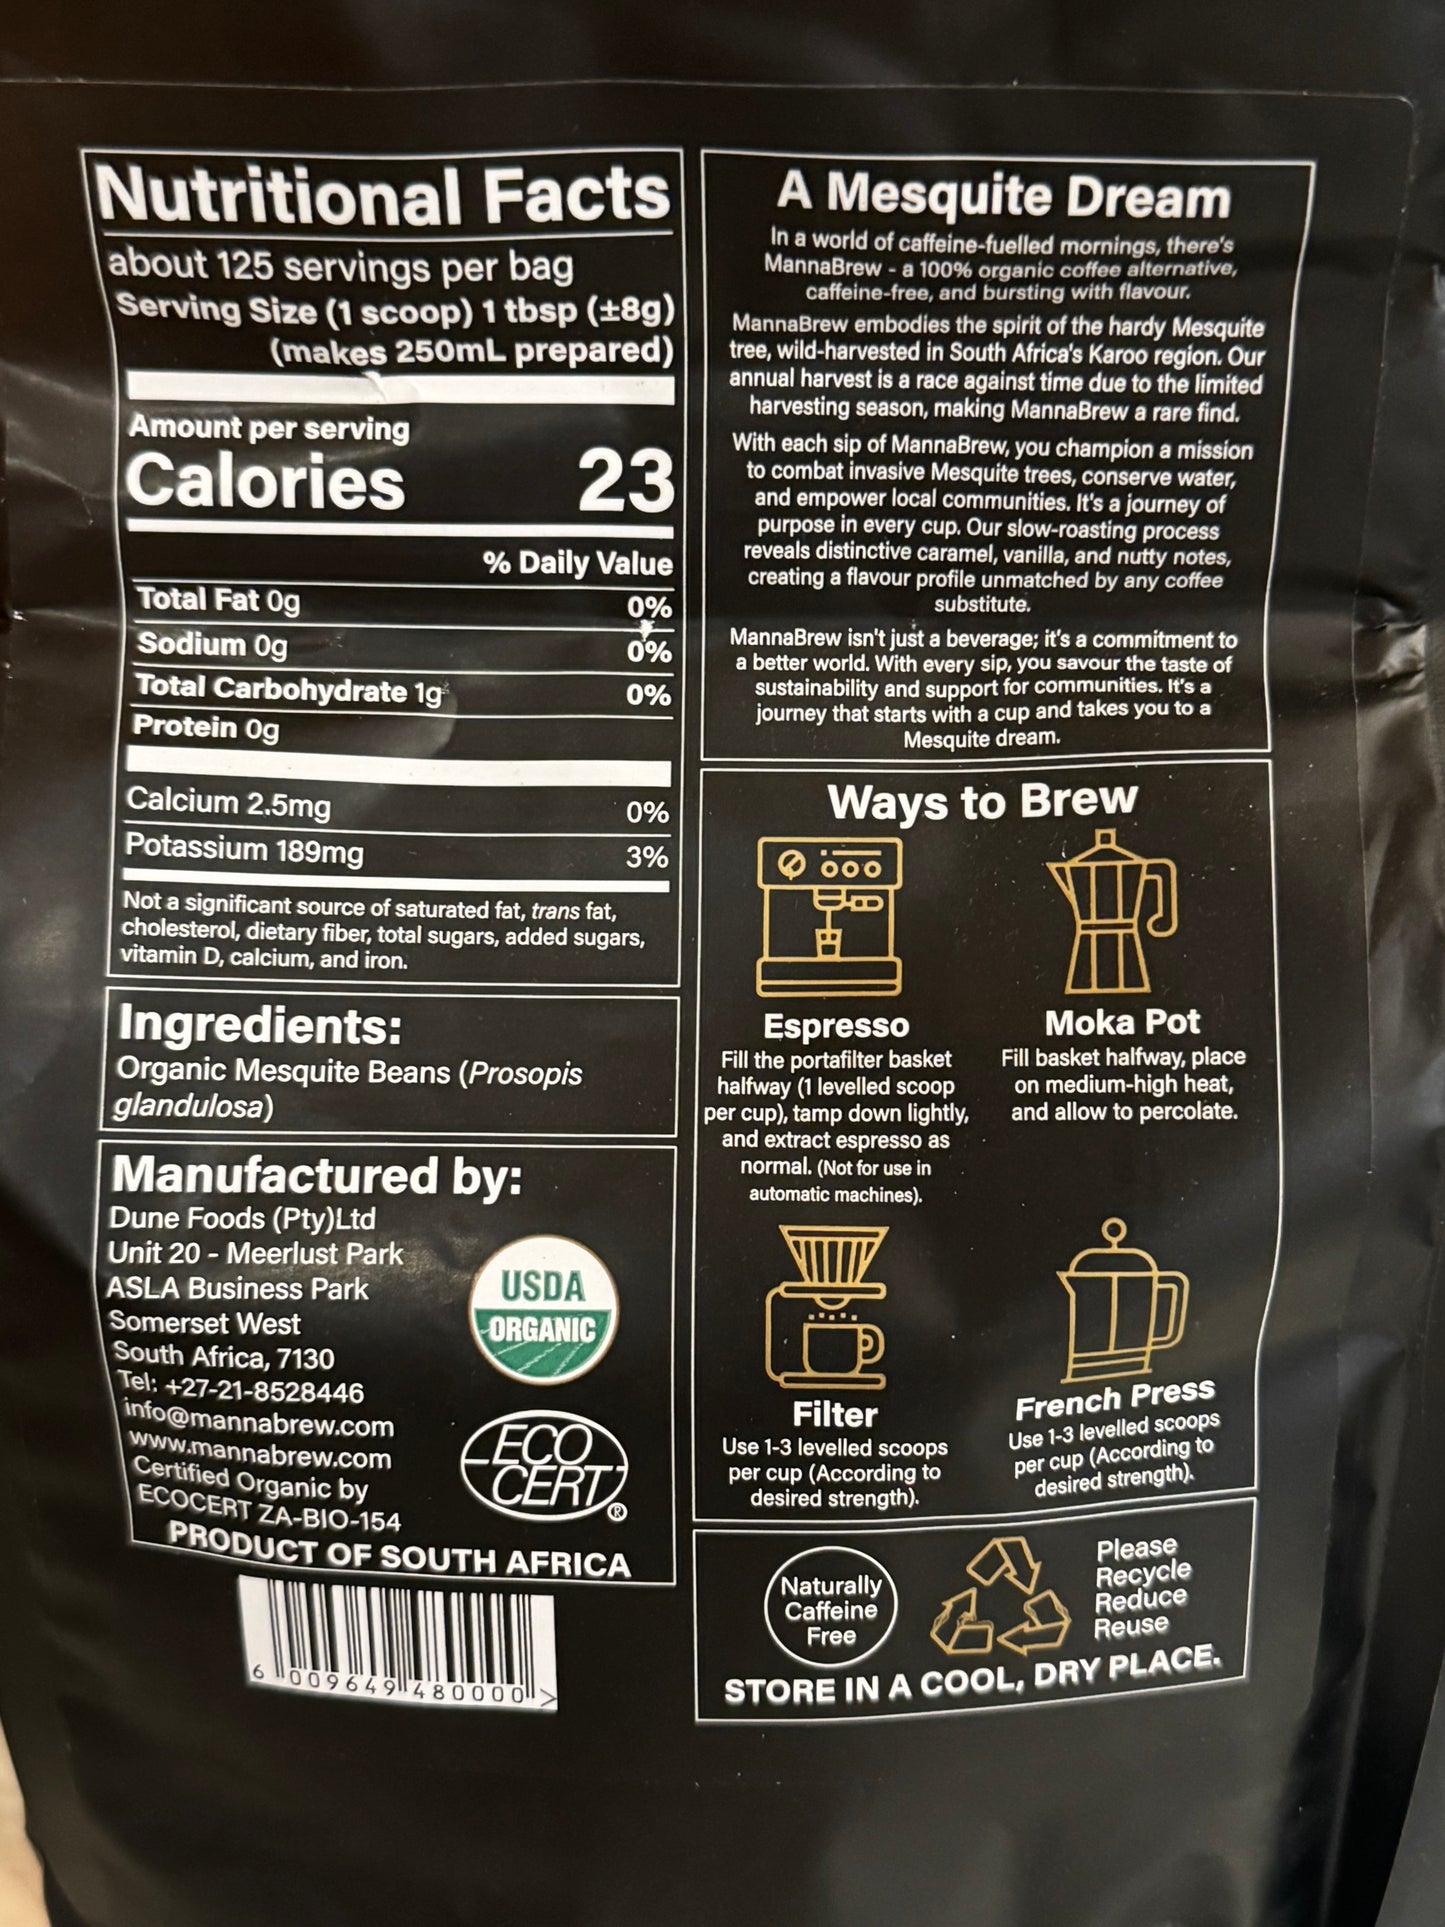 Nutritional Facts
about 125 servings per bag
Serving Size (1 scoop) 1 tbsp (±8g)
(makes 250mL prepared)
Amount per serving
Calories 23
% Daily Value
Total Fat 0g 0%
Sodium 0g 0%
Total Carbohydrate 1g 0%
Protein 0g
Calcium 2.5mg 0%
Potassium 189mg 3%
Not a significant source of saturated fat, trans fat,
cholesterol, dietary fiber, total sugars, added sugars,
vitamin D, calcium, and iron.
Ingredients:
Organic Mesquite Beans (Prosopis
glandulosa)
Manufactured by:
Dune Foods (Pty)Ltd
Unit 20 - Meerlust Park
ASLA Business Park
Somerset West
South Africa, 7130
Tel: +27-21-8528446
info@mannabrew.com
www.mannabrew.com
Certified Organic by
ECOCERT ZA-BIO-154
PRODUCT OF SOUTH AFRICA
USDA
ORGANIC
ECO
CERT
®
6 009649 480000 >
A Mesquite Dream
In a world of caffeine-fuelled mornings, there's
MannaBrew - a 100% organic coffee alternative,
caffeine-free, and bursting with flavour.
MannaBrew embodies the spirit of the hardy Mesquite
tree, wild-harvested in South Africa's Karoo region. Our
annual harvest is a race against time due to the limited
harvesting season, making MannaBrew a rare find.
With each sip of MannaBrew, you champion a mission
to combat invasive Mesquite trees, conserve water,
and empower local communities. It's a journey of
purpose in every cup. Our slow-roasting process
reveals distinctive caramel, vanilla, and nutty notes,
creating a flavour profile unmatched by any coffee
substitute.
MannaBrew isn't just a beverage; it's a commitment to
a better world. With every sip, you savour the taste of
sustainability and support for communities. It's a
journey that starts with a cup and takes you to a
Mesquite dream.
Ways to Brew
Espresso
Fill the portafilter basket
halfway (1 levelled scoop
per cup), tamp down lightly,
and extract espresso as
normal. (Not for use in
automatic machines).
Moka Pot
Fill basket halfway, place
on medium-high heat,
and allow to percolate.
Filter
Use 1-3 levelled scoops
per cup (According to
desired strength).
French Press
Use 1-3 levelled scoops
per cup (According to
desired strength).
Naturally
Caffeine
Free
Please
Recycle
Reduce
Reuse
STORE IN A COOL, DRY PLACE.